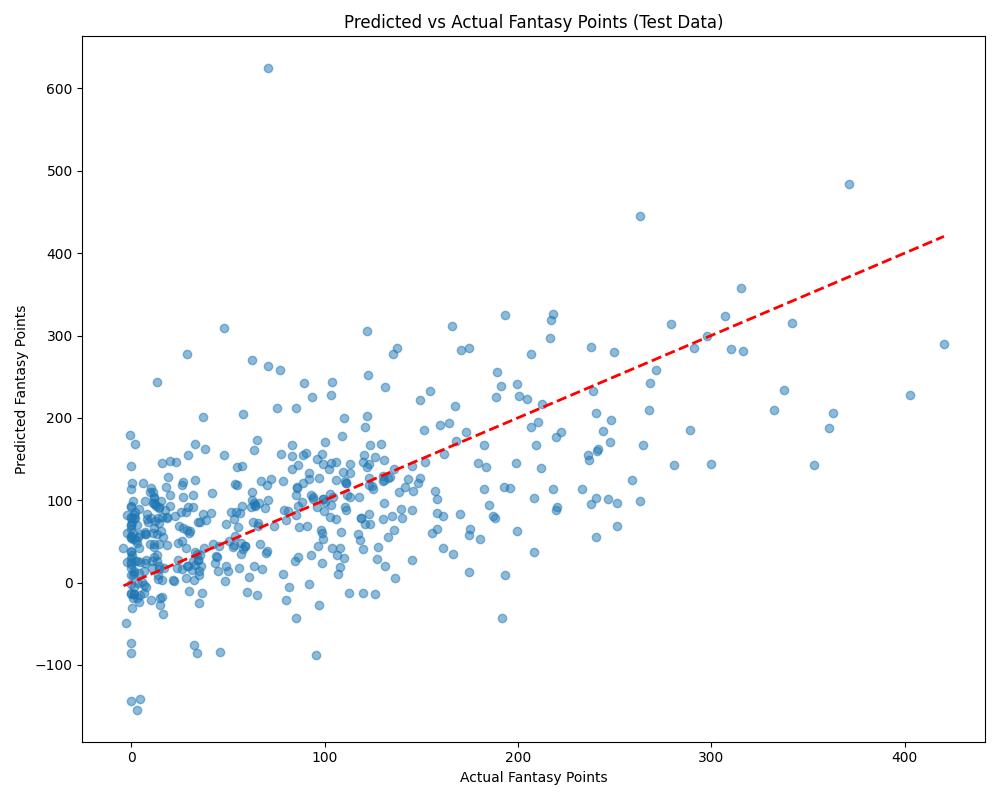 Predicted vs Actual Fantasy Points (Test Data)
Predicted Fantasy Points
600
500
400
300
200
100
0
−100
0 100 200 300 400
Actual Fantasy Points